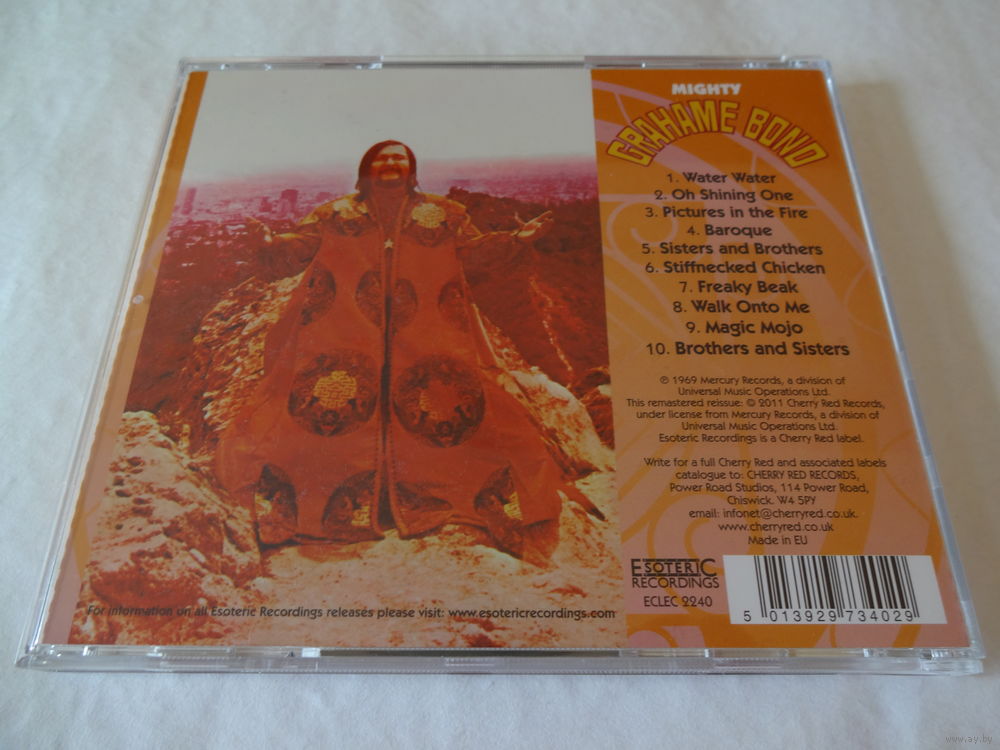 MIGHTY
GRAHAME BOND
1. Water Water
2. Oh Shining One
3. Pictures in the Fire
4. Baroque
5. Sisters and Brothers
6. Stiffnecked Chicken
7. Freaky Beak
8. Walk Onto Me
9. Magic Mojo
10. Brothers and Sisters
℗ 1969 Mercury Records, a division of
Universal Music Operations Ltd.
This remastered reissue: © 2011 Cherry Red Records,
under license from Mercury Records, a division of
Universal Music Operations Ltd.
Esoteric Recordings is a Cherry Red label.
Write for a full Cherry Red and associated labels
catalogue to: CHERRY RED RECORDS,
Power Road Studios, 114 Power Road,
Chiswick. W4 5PY
email: infonet@cherryred.co.uk.
www.cherryred.co.uk
Made in EU
ESOTERIC
RECORDINGS
ECLEC 2240
5 013929 734029
For information on all Esoteric Recordings releases please visit: www.esotericrecordings.com
www.ay.by